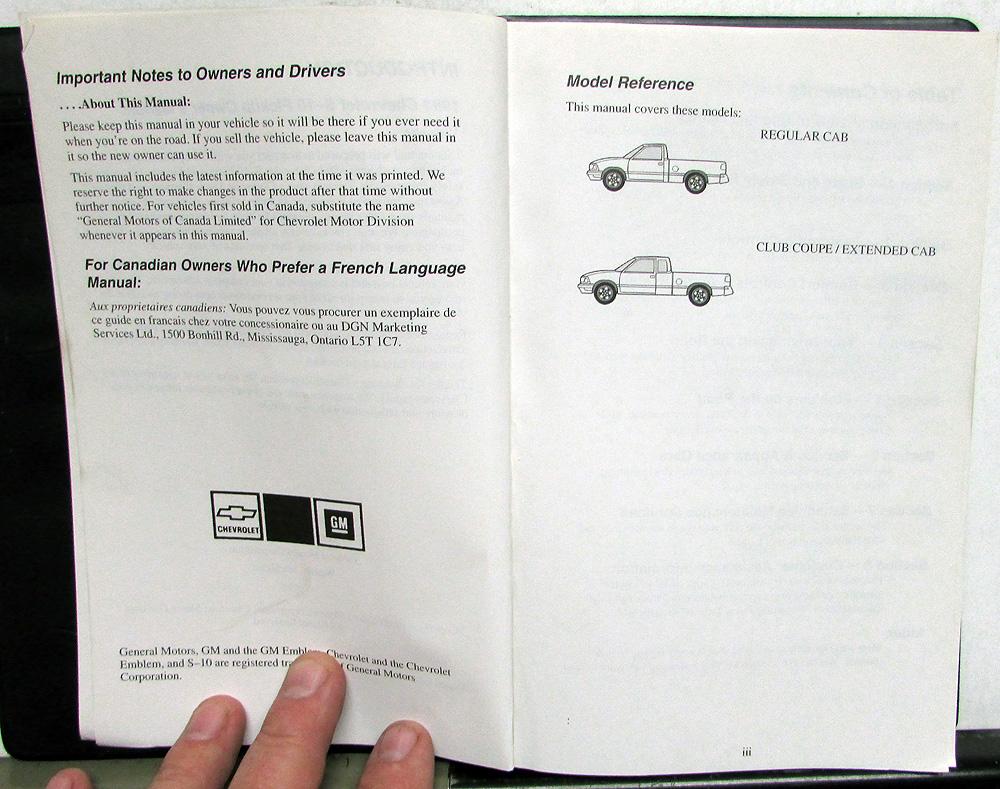 Important Notes to Owners and Drivers
. . . .About This Manual:
Please keep this manual in your vehicle so it will be there if you ever need it
when you're on the road. If you sell the vehicle, please leave this manual in
it so the new owner can use it.
This manual includes the latest information at the time it was printed. We
reserve the right to make changes in the product after that time without
further notice. For vehicles first sold in Canada, substitute the name
“General Motors of Canada Limited” for Chevrolet Motor Division
whenever it appears in this manual.
For Canadian Owners Who Prefer a French Language
Manual:
Aux proprietaires canadiens: Vous pouvez vous procurer un exemplaire de
ce guide en francais chez votre concessionaire ou au DGN Marketing
Services Ltd., 1500 Bonhill Rd., Mississauga, Ontario L5T 1C7.
CHEVROLET
GM
General Motors, GM and the GM Emblem, Chevrolet and the Chevrolet
Emblem, and S–10 are registered General Motors
Corporation.
Model Reference
This manual covers these models:
REGULAR CAB
CLUB COUPE / EXTENDED CAB
iii